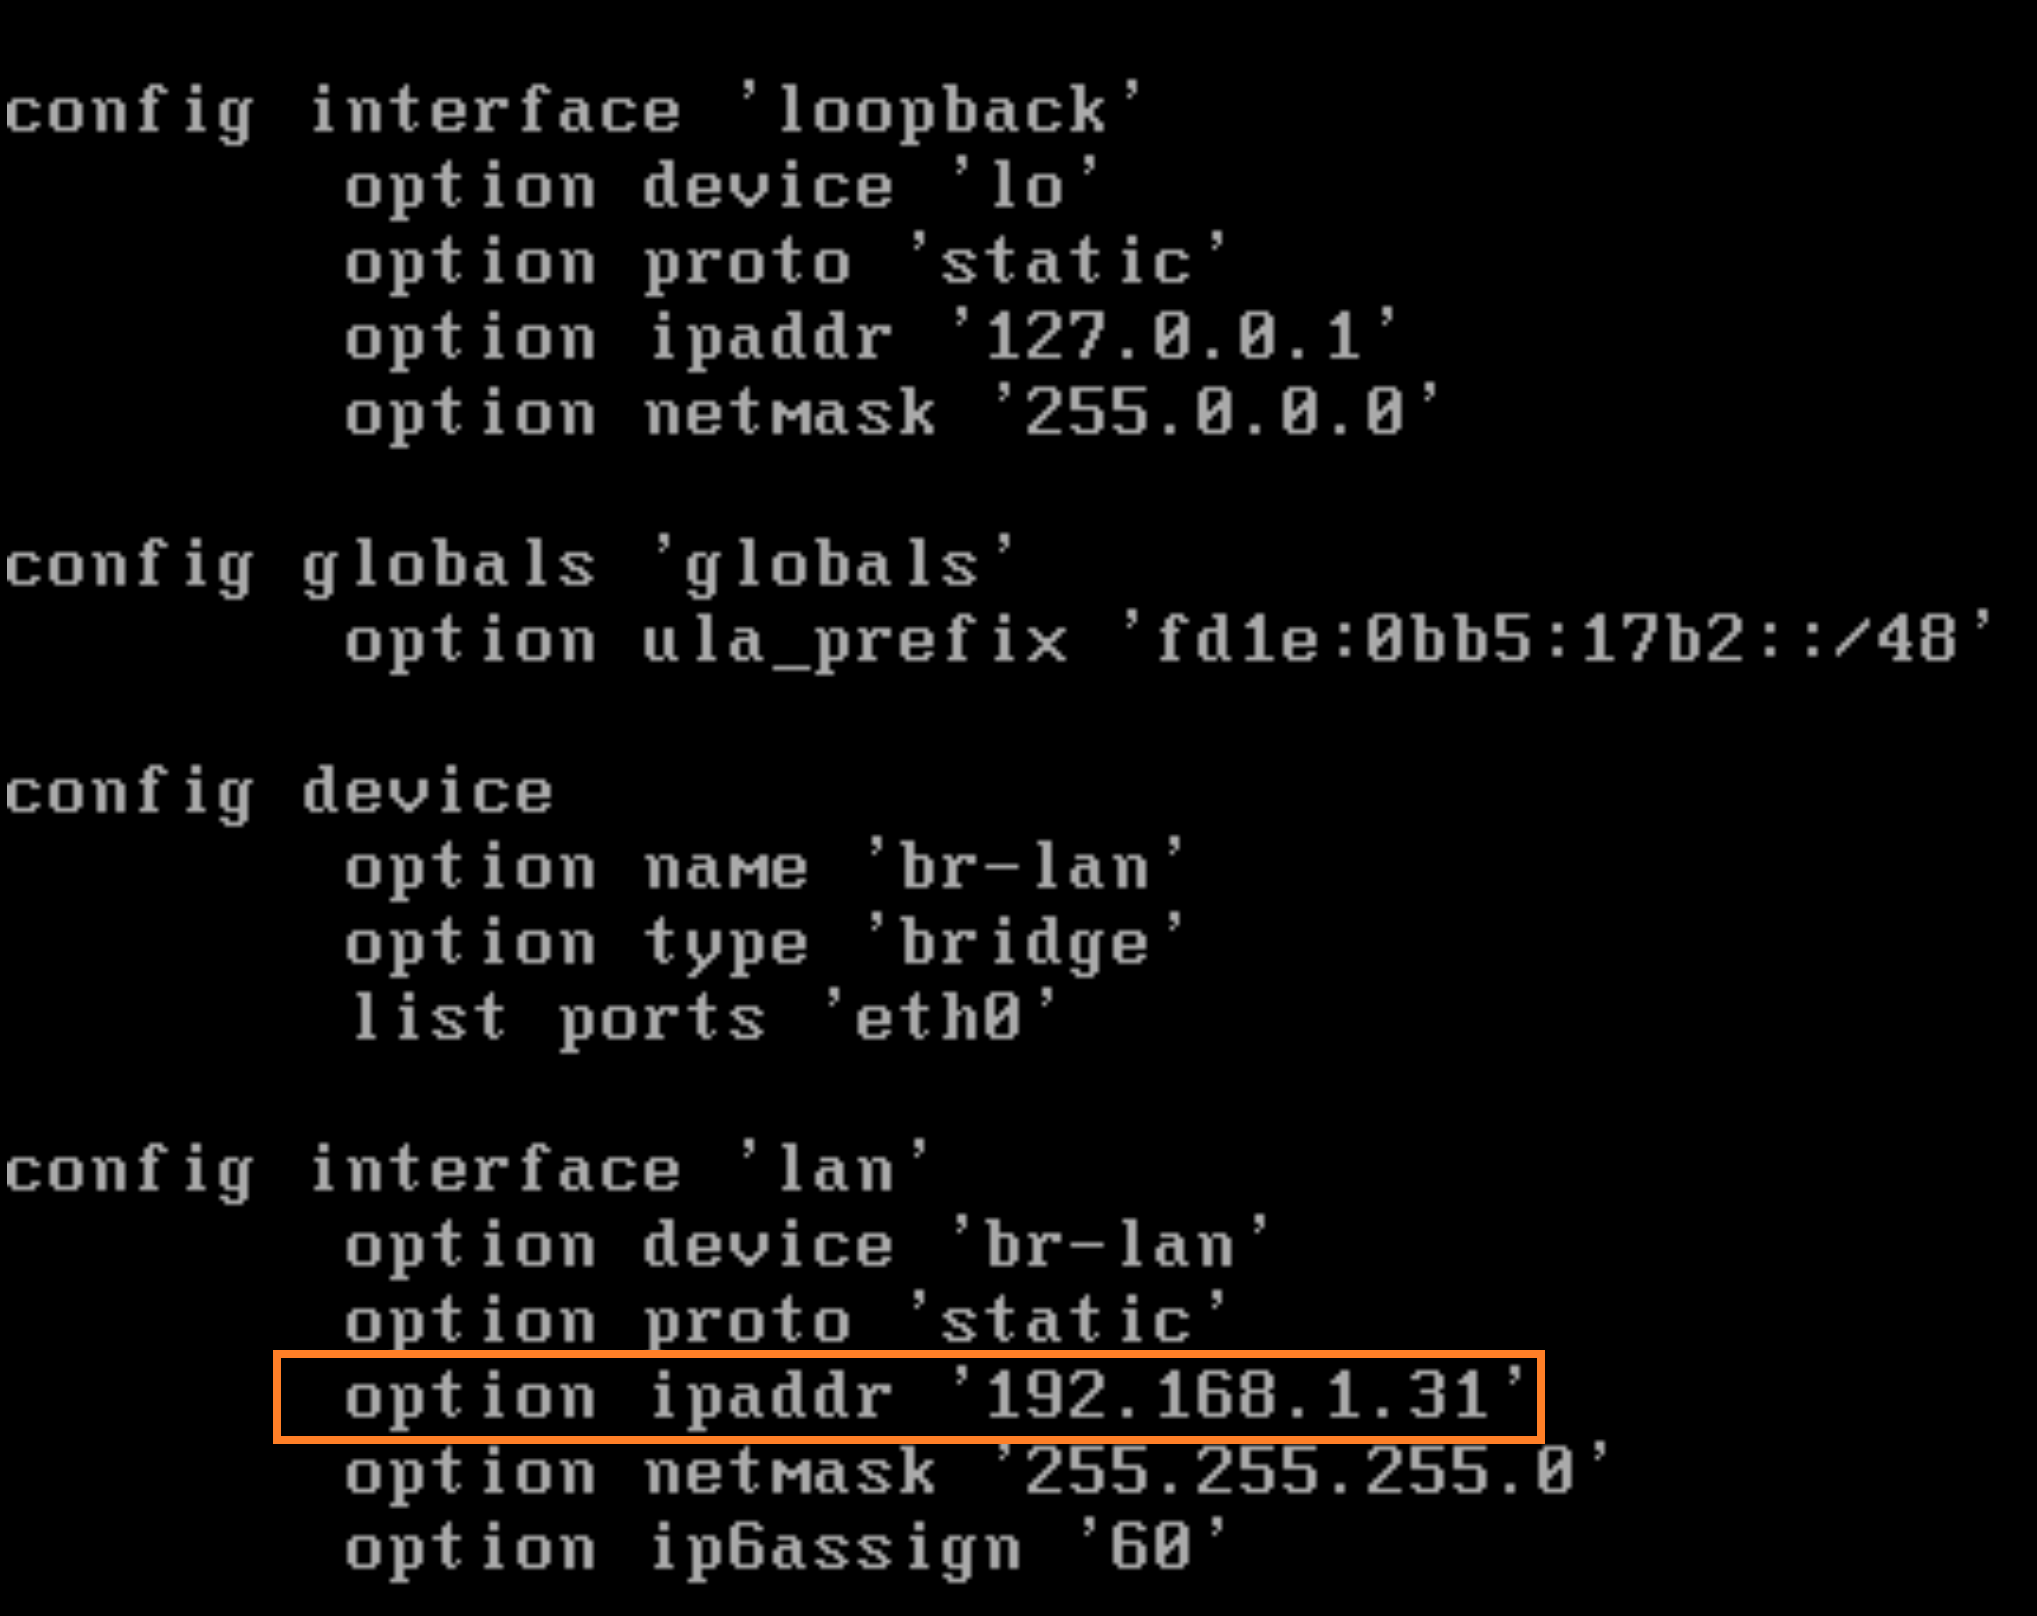 config interface 'loopback'
option device 'lo'
option proto 'static'
option ipaddr '127.0.0.1'
option netmask '255.0.0.0'
config globals 'globals'
option ula_prefix 'fd1e:0bb5:17b2::/48'
config device
option name 'br-lan'
option type 'bridge'
list ports 'eth0'
config interface 'lan'
option device 'br-lan'
option proto 'static'
option ipaddr '192.168.1.31'
option netmask '255.255.255.0'
option ip6assign '60'